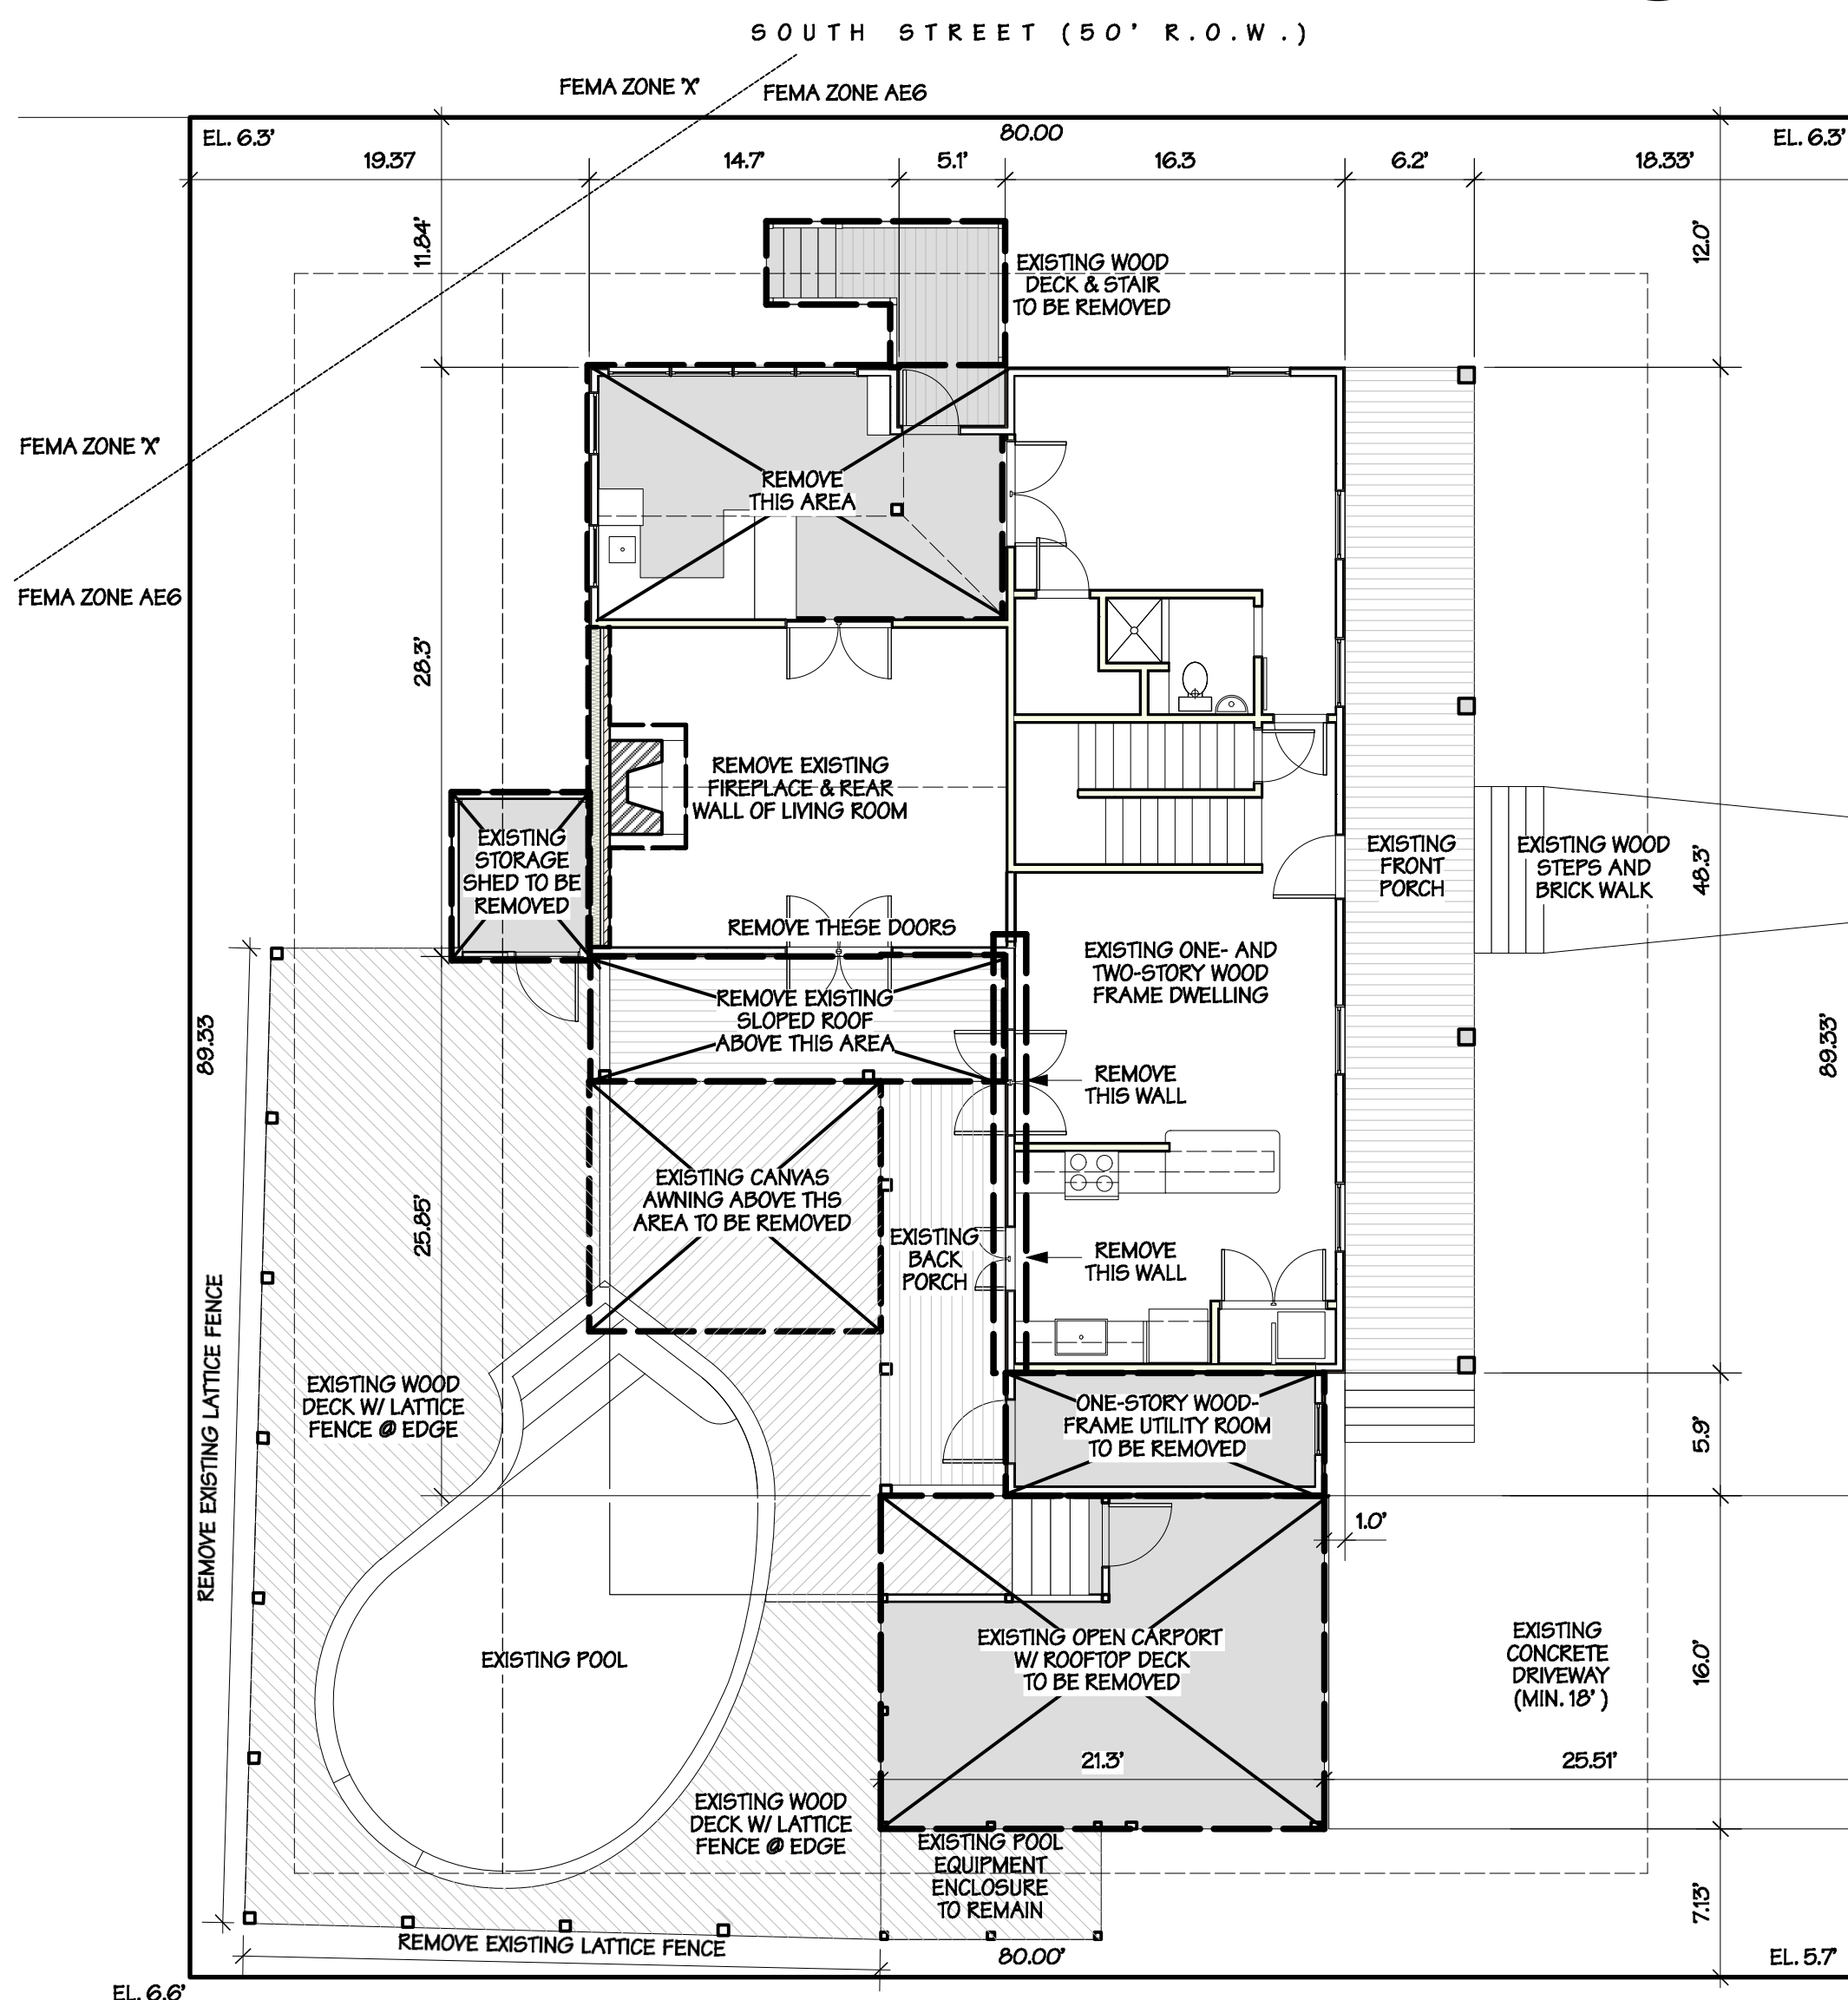 SOUTH STREET (50' R.O.W.)
FEMA ZONE 'X'
FEMA ZONE AE6
EL. 6.3'
80.00
EL. 6.3'
19.37
14.7'
5.1'
16.3
6.2'
18.33'
11.84'
12.0'
EXISTING WOOD
DECK & STAIR
TO BE REMOVED
FEMA ZONE 'X'
REMOVE
THIS AREA
FEMA ZONE AE6
28.3'
REMOVE EXISTING
FIREPLACE & REAR
WALL OF LIVING ROOM
EXISTING
STORAGE
SHED TO BE
REMOVED
EXISTING
FRONT
PORCH
EXISTING WOOD
STEPS AND
BRICK WALK
48.3'
REMOVE THESE DOORS
EXISTING ONE- AND
TWO-STORY WOOD
FRAME DWELLING
REMOVE EXISTING
SLOPED ROOF
ABOVE THIS AREA
89.33
89.33'
REMOVE
THIS WALL
EXISTING CANVAS
AWNING ABOVE THS
AREA TO BE REMOVED
25.85'
EXISTING
BACK
PORCH
REMOVE
THIS WALL
REMOVE EXISTING LATTICE FENCE
EXISTING WOOD
DECK W/ LATTICE
FENCE @ EDGE
ONE-STORY WOOD-
FRAME UTILITY ROOM
TO BE REMOVED
5.9'
1.0'
EXISTING POOL
EXISTING OPEN CARPORT
W/ ROOFTOP DECK
TO BE REMOVED
EXISTING
CONCRETE
DRIVEWAY
(MIN. 18' )
16.0'
21.3'
25.51'
EXISTING WOOD
DECK W/ LATTICE
FENCE @ EDGE
EXISTING POOL
EQUIPMENT
ENCLOSURE
TO REMAIN
7.13'
REMOVE EXISTING LATTICE FENCE
80.00'
EL. 5.7'
EL. 6.6'